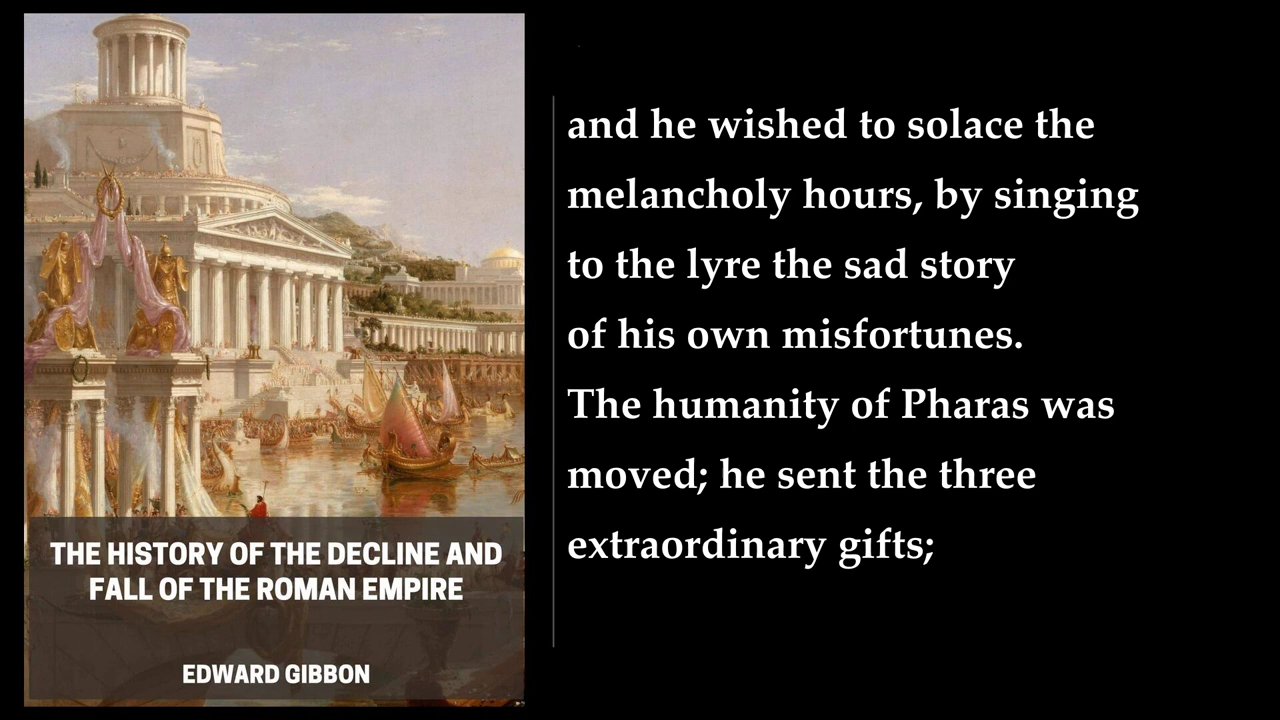 THE HISTORY OF THE DECLINE AND
FALL OF THE ROMAN EMPIRE
EDWARD GIBBON
and he wished to solace the
melancholy hours, by singing
to the lyre the sad story
of his own misfortunes.
The humanity of Pharas was
moved; he sent the three
extraordinary gifts;